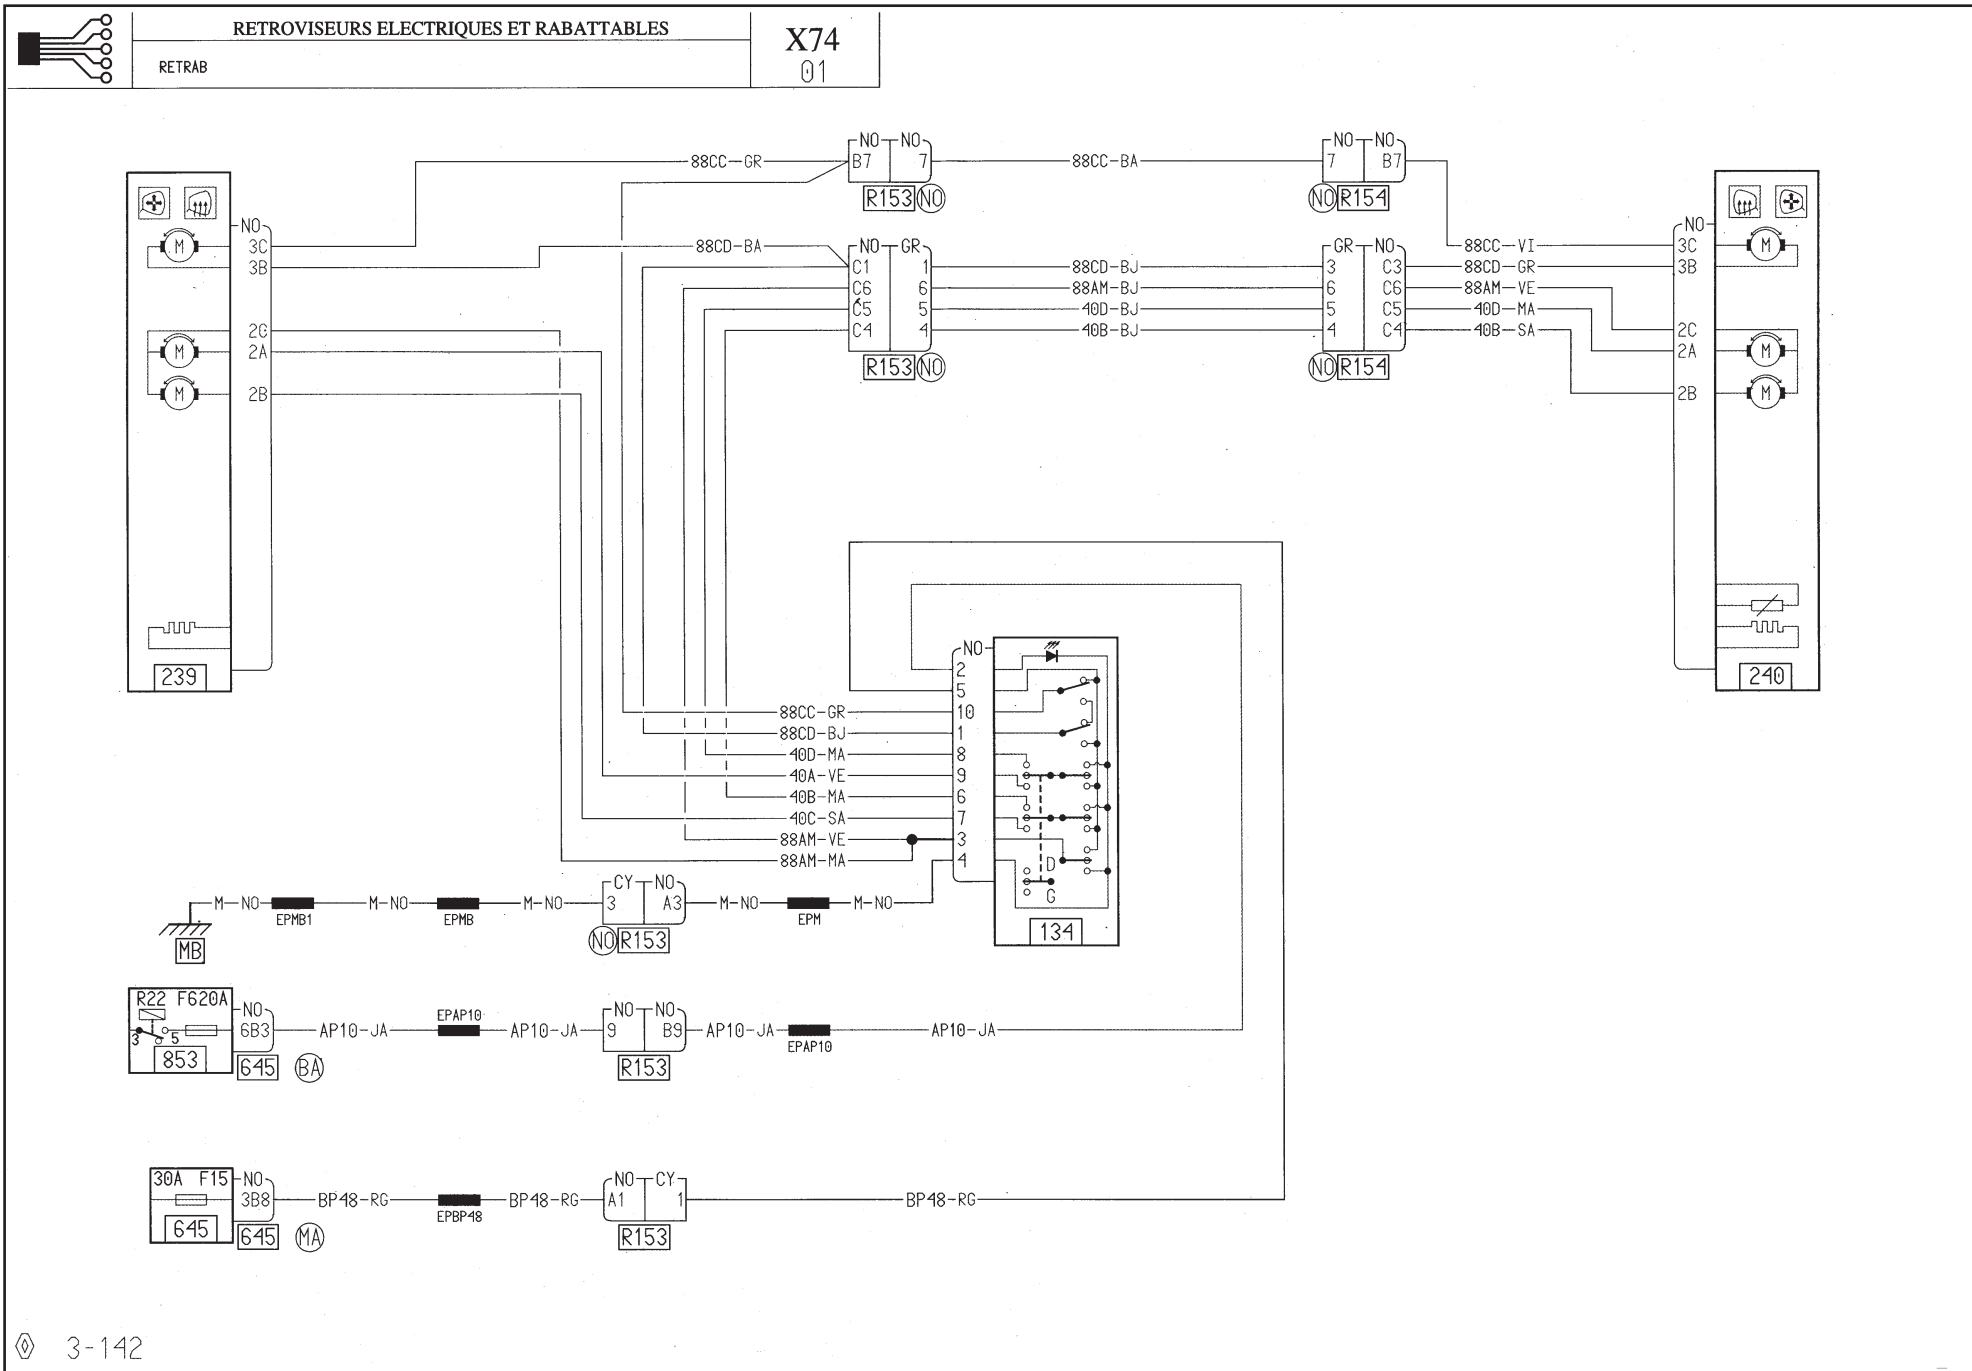 RETROVISEURS ELECTRIQUES ET RABATTABLES
X74
RETRAB
01
NO NO
NO NO
88CC-GR
B7 7
88CC-BA
7 B7
R153 NO
NO R154
NO
NO
3C
88CD-BA
NO GR
GR NO
88CC-VI
3C
M
M
3B
C1 1
88CD-BJ
3 C3
88CD-GR
3B
C6 6
88AM-BJ
6 C6
88AM-VE
C5 5
40D-BJ
5 C5
40D-MA
2C
C4 4
40B-BJ
4 C4
40B-SA
2C
M
2A
2A
M
R153 NO
NO R154
M
2B
2B
M
239
240
NO
2
5
88CC-GR
10
88CD-BJ
1
40D-MA
8
40A-VE
9
40B-MA
6
40C-SA
7
88AM-VE
3
88AM-MA
4
D
G
134
M-NO
EPMB1
M-NO
EPMB
M-NO
CY NO
3 A3
M-NO
EPM
M-NO
MB
NO R153
R22 F620A
NO
3 5
6B3
853
645
BA
AP10-JA
EPAP10
AP10-JA
NO NO
9 B9
R153
AP10-JA
EPAP10
AP10-JA
30A F15
NO
3B8
645
645
MA
BP48-RG
EPBP48
BP48-RG
NO CY
A1 1
R153
BP48-RG
3-142